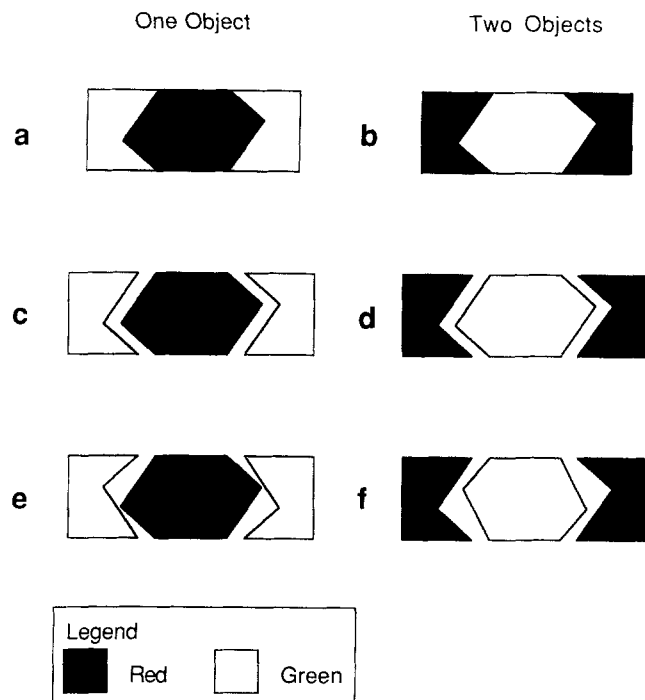 One Object Two Objects
a b
c d
e f
Legend
Red Green